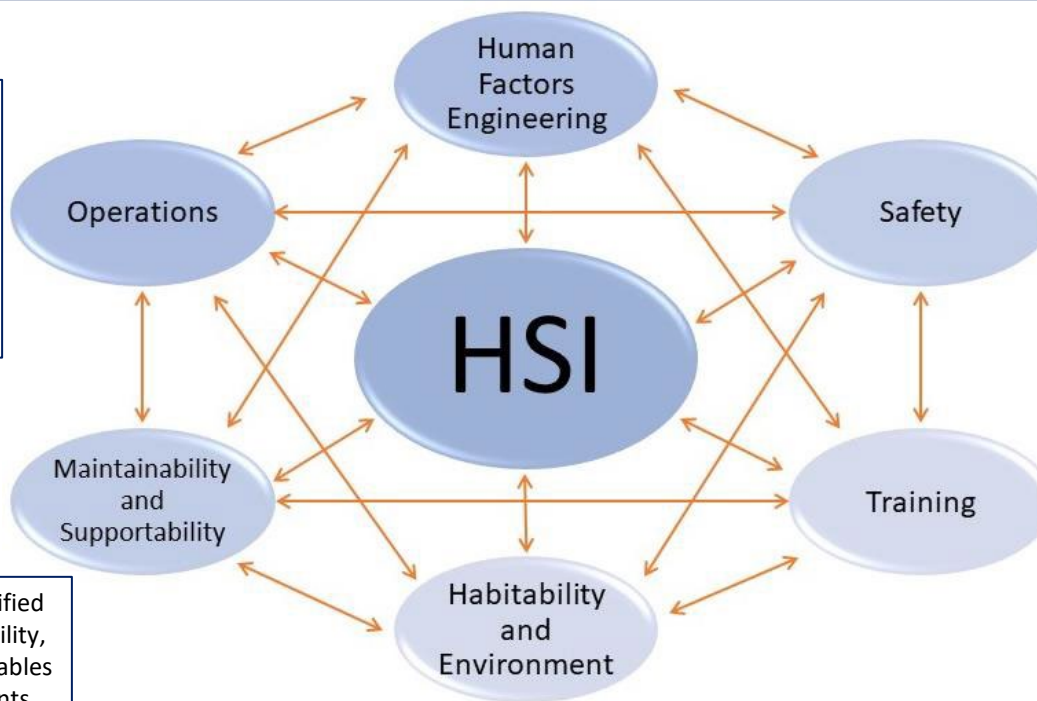 Human
Factors
Engineering
Operations
Safety
HSI
Maintainability
and
Supportability
Training
Habitability
and
Environment